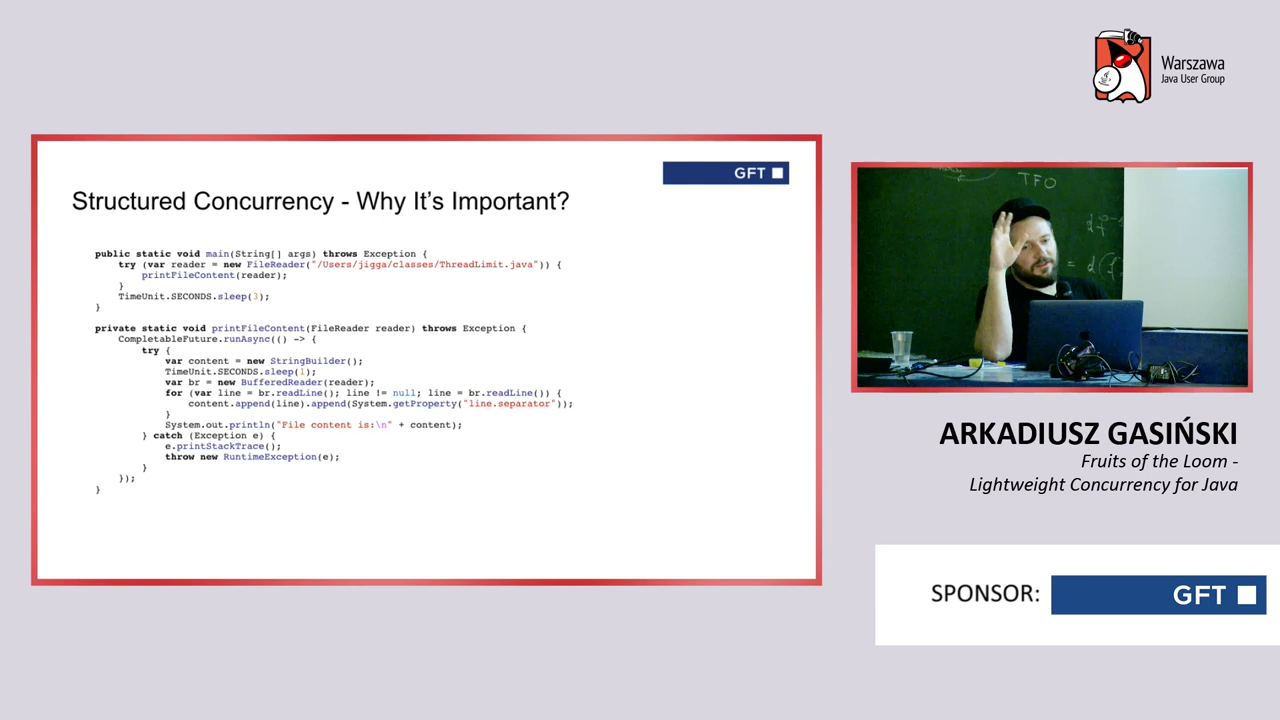 Warszawa
Java User Group
GFT
Structured Concurrency - Why It's Important?
public static void main(String[] args) throws Exception {
    try (var reader = new FileReader("/Users/jigga/classes/ThreadLimit.java")) {
        printFileContent(reader);
    }
    TimeUnit.SECONDS.sleep(3);
}
private static void printFileContent(FileReader reader) throws Exception {
    CompletableFuture.runAsync(() -> {
        try {
            var content = new StringBuilder();
            TimeUnit.SECONDS.sleep(1);
            var br = new BufferedReader(reader);
            for (var line = br.readLine(); line != null; line = br.readLine()) {
                content.append(line).append(System.getProperty("line.separator"));
            }
            System.out.println("File content is:\n" + content);
        } catch (Exception e) {
            e.printStackTrace();
            throw new RuntimeException(e);
        }
    });
}
TFO
ARKADIUSZ GASIŃSKI
Fruits of the Loom -
Lightweight Concurrency for Java
SPONSOR: GFT